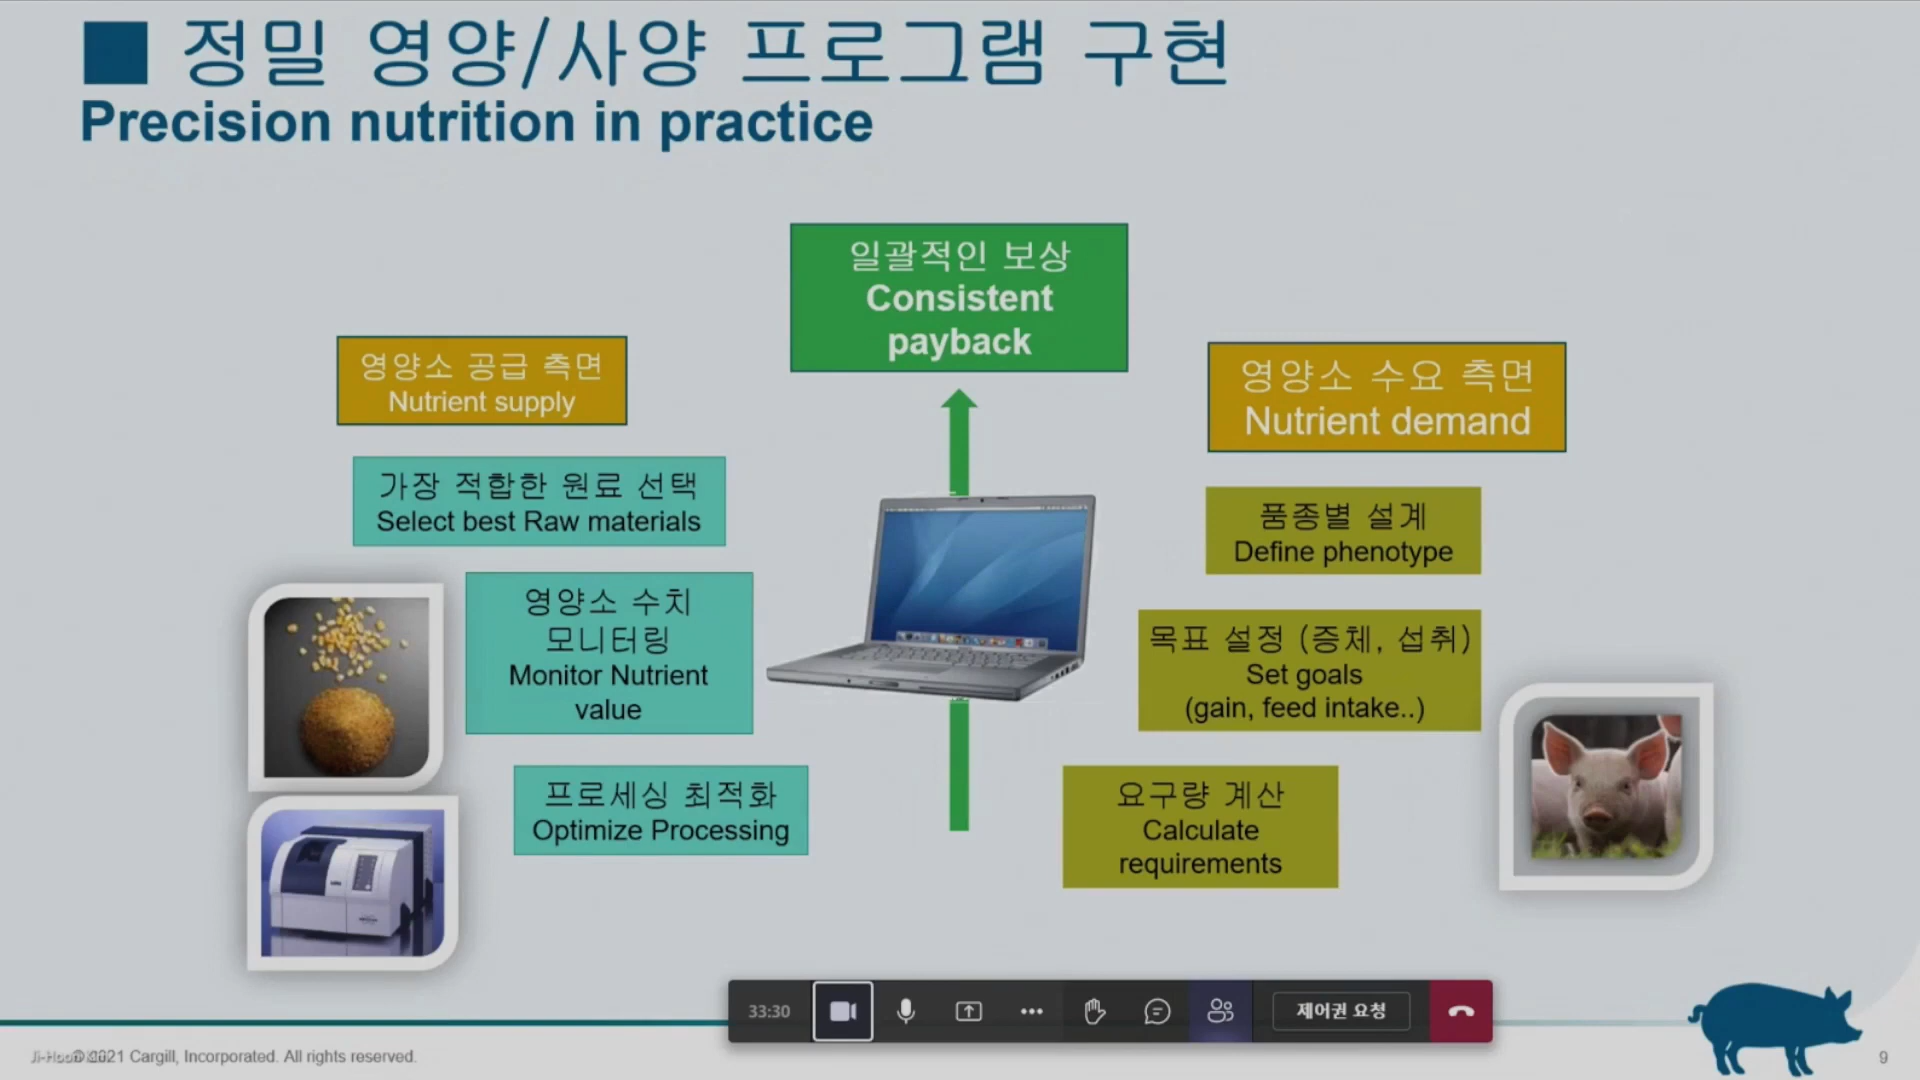 정밀 영양/사양 프로그램 구현
Precision nutrition in practice
일괄적인 보상
Consistent
payback
영양소 공급 측면
Nutrient supply
가장 적합한 원료 선택
Select best Raw materials
영양소 수치
모니터링
Monitor Nutrient
value
프로세싱 최적화
Optimize Processing
영양소 수요 측면
Nutrient demand
품종별 설계
Define phenotype
목표 설정 (증체, 섭취)
Set goals
(gain, feed intake..)
요구량 계산
Calculate
requirements
33:30
제어권 요청
2021 Cargill, Incorporated. All rights reserved.
9